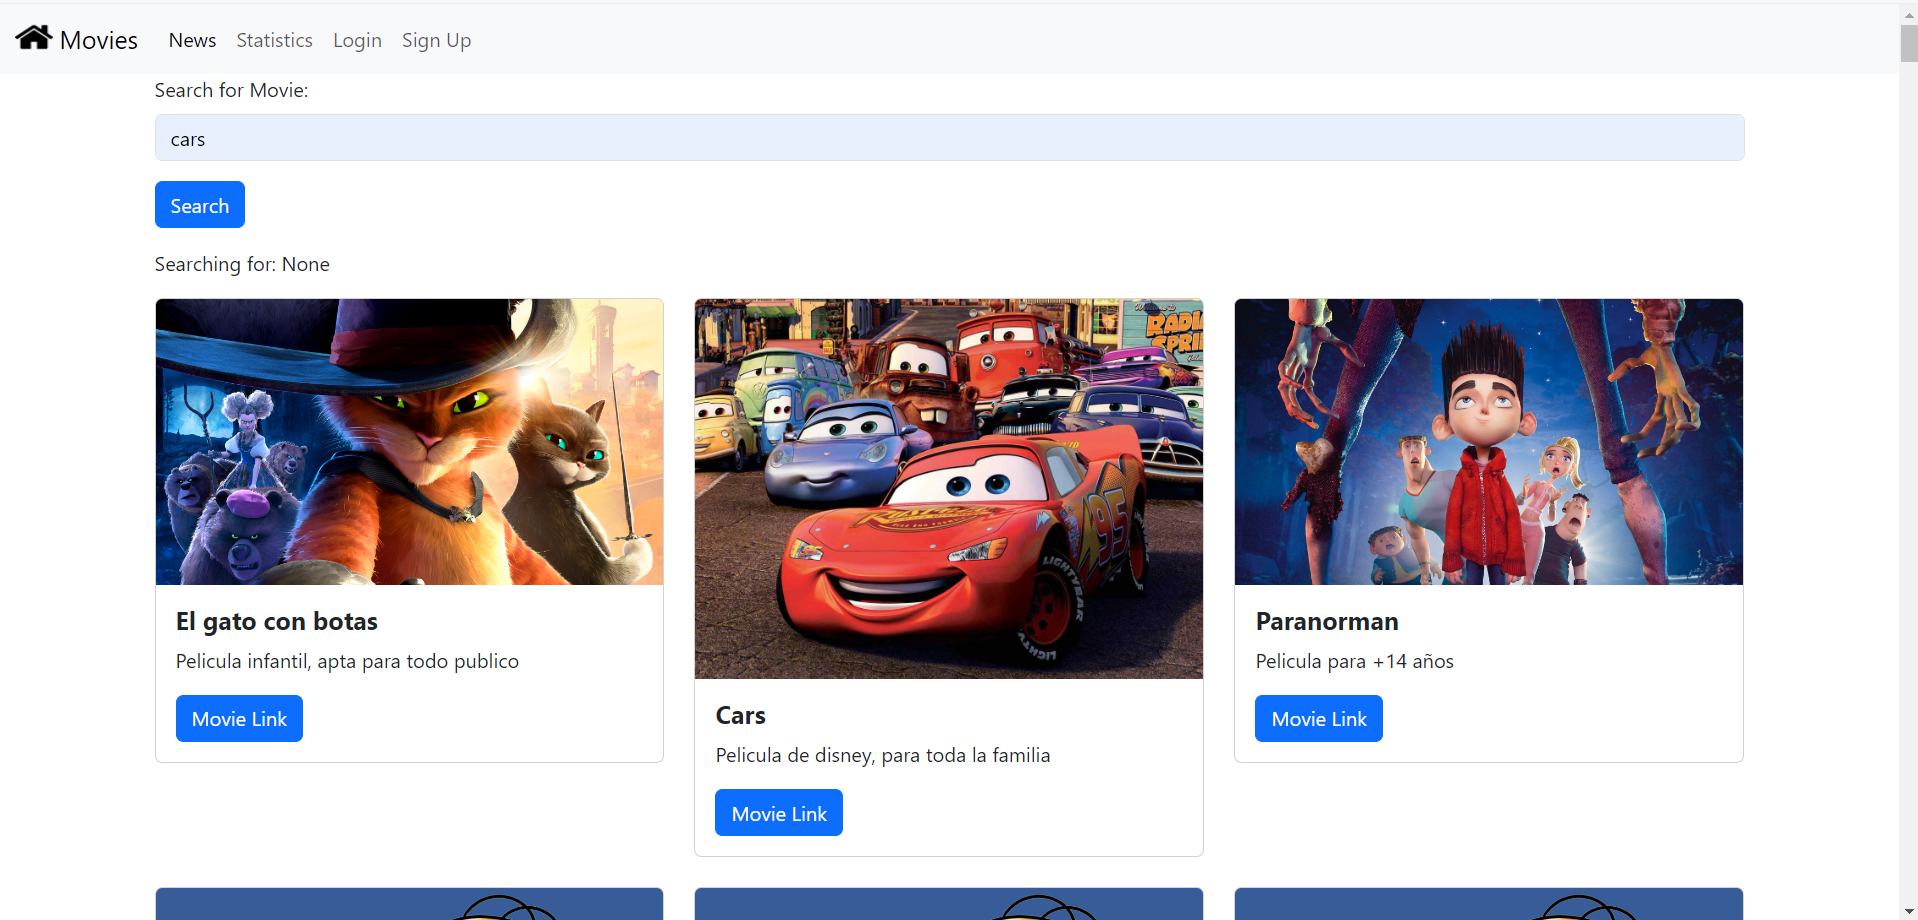 Movies News Statistics Login Sign Up
Search for Movie:
cars
Search
Searching for: None
95
LIGHTYEAR
El gato con botas
Pelicula infantil, apta para todo publico
Movie Link
Cars
Pelicula de disney, para toda la familia
Movie Link
Paranorman
Pelicula para +14 años
Movie Link